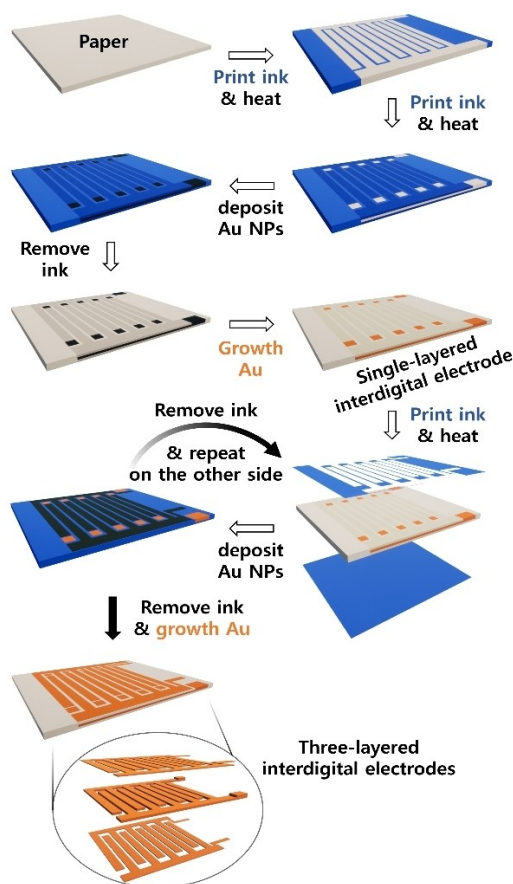 Paper
Print ink
& heat
Print ink
& heat
deposit
Au NPs
Remove
ink
Growth
Au
Single-layered
interdigital electrode
Print ink
& heat
Remove ink
& repeat
on the other side
deposit
Au NPs
Remove ink
& growth Au
Three-layered
interdigital electrodes